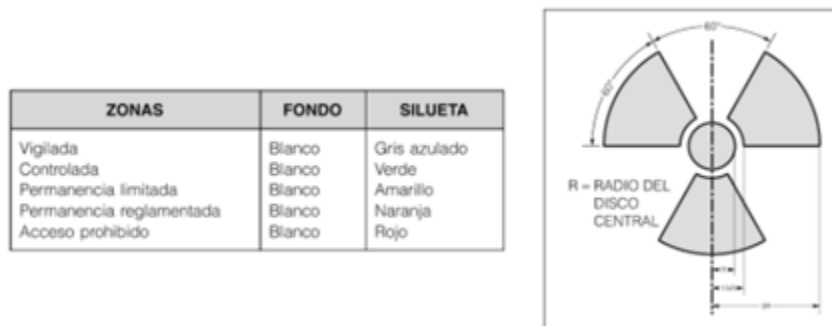 ZONAS FONDO SILUETA
Vigilada Blanco Gris azulado
Controlada Blanco Verde
Permanencia limitada Blanco Amarillo
Permanencia reglamentada Blanco Naranja
Acceso prohibido Blanco Rojo
60°
60°
R = RADIO DEL
DISCO
CENTRAL